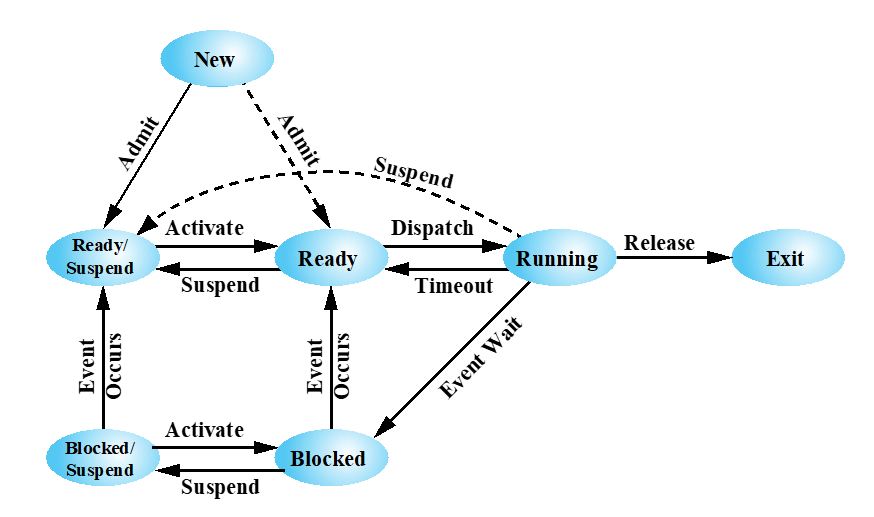 New
Admit
Admit
Suspend
Ready/
Suspend
Activate
Suspend
Ready
Dispatch
Timeout
Running
Release
Exit
Event
Occurs
Event
Occurs
Event Wait
Blocked/
Suspend
Activate
Suspend
Blocked